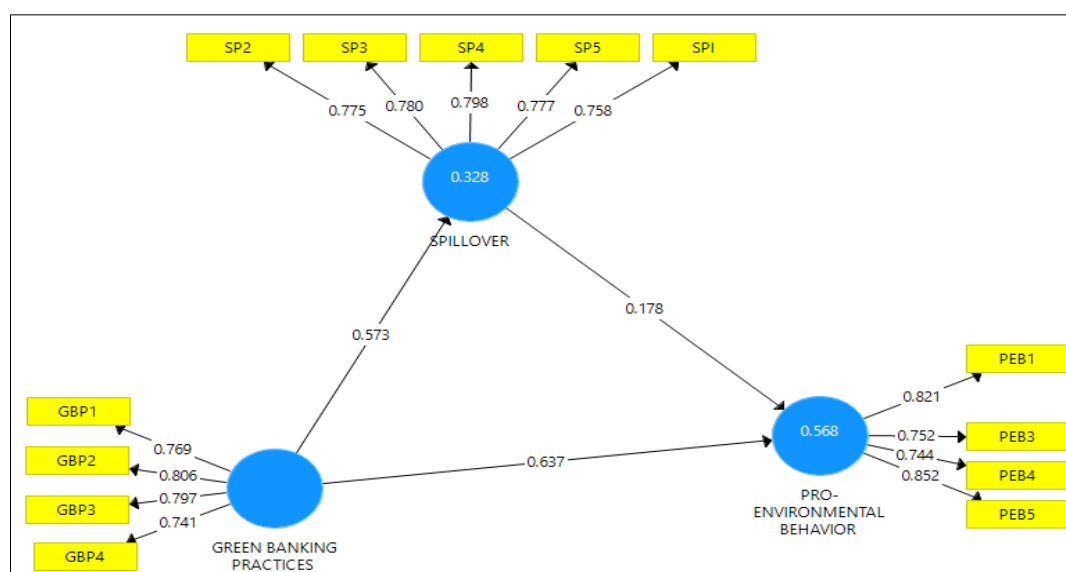 SP2 SP3 SP4 SP5 SPI
0.775 0.780 0.798 0.777 0.758
0.328
SPILLOVER
0.573
0.178
GBP1
GBP2
GBP3
GBP4
0.769
0.806
0.797
0.741
GREEN BANKING
PRACTICES
0.637
0.568
PRO-
ENVIRONMENTAL
BEHAVIOR
0.821
0.752
0.744
0.852
PEB1
PEB3
PEB4
PEB5